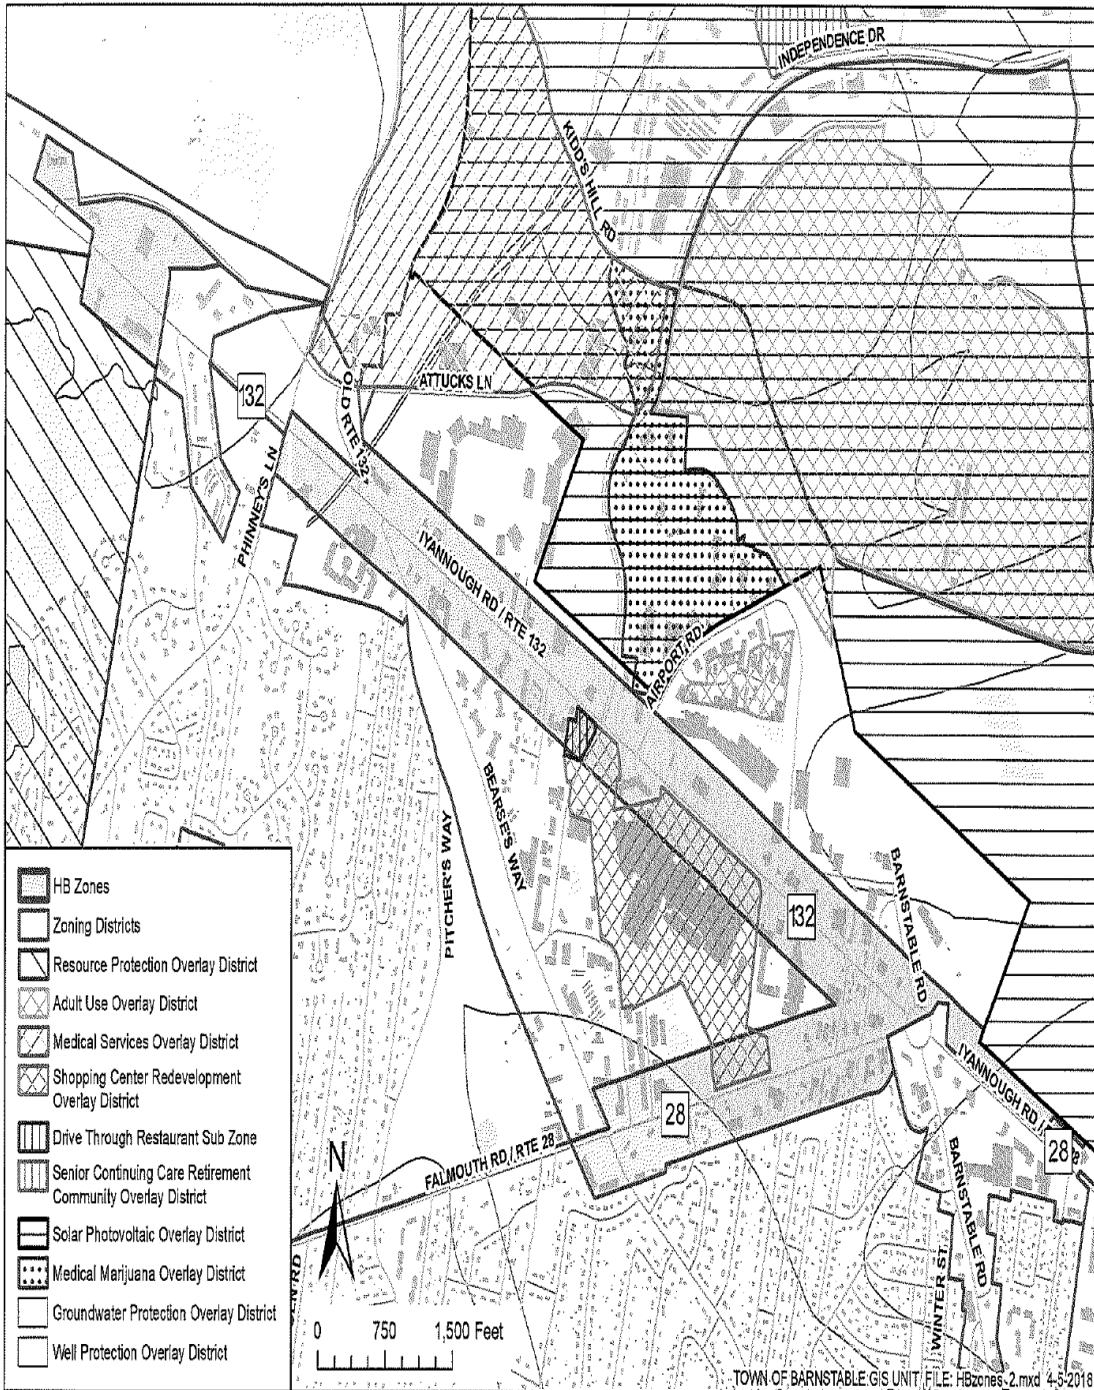 INDEPENDENCE DR
KIDD'S HILL RD
132
OLD RTE 132
ATTUCKS LN
PHINNEY'S LN
IYANNOUGH RD / RTE 132
AIRPORT RD
BEARSE'S WAY
PITCHER'S WAY
BARNSTABLE RD
132
IYANNOUGH RD /
28
28
FALMOUTH RD / RTE 28
BARNSTABLE RD
WINTER ST
HB Zones
Zoning Districts
Resource Protection Overlay District
Adult Use Overlay District
Medical Services Overlay District
Shopping Center Redevelopment
Overlay District
Drive Through Restaurant Sub Zone
Senior Continuing Care Retirement
Community Overlay District
Solar Photovoltaic Overlay District
Medical Marijuana Overlay District
Groundwater Protection Overlay District
Well Protection Overlay District
N
0 750 1,500 Feet
TOWN OF BARNSTABLE GIS UNIT FILE: HBzones_2.mxd 4-5-2018